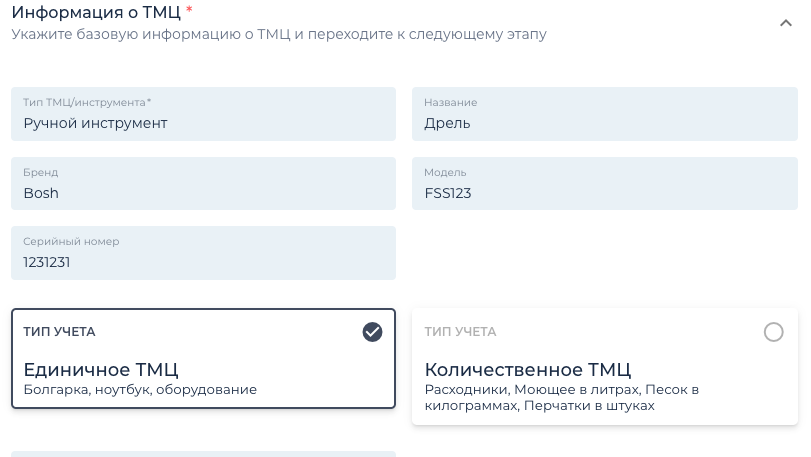 Информация о ТМЦ *
Укажите базовую информацию о ТМЦ и переходите к следующему этапу
Тип ТМЦ/инструмента*
Ручной инструмент
Название
Дрель
Бренд
Bosh
Модель
FSS123
Серийный номер
1231231
ТИП УЧЕТА
Единичное ТМЦ
Болгарка, ноутбук, оборудование
ТИП УЧЕТА
Количественное ТМЦ
Расходники, Моющее в литрах, Песок в
килограммах, Перчатки в штуках